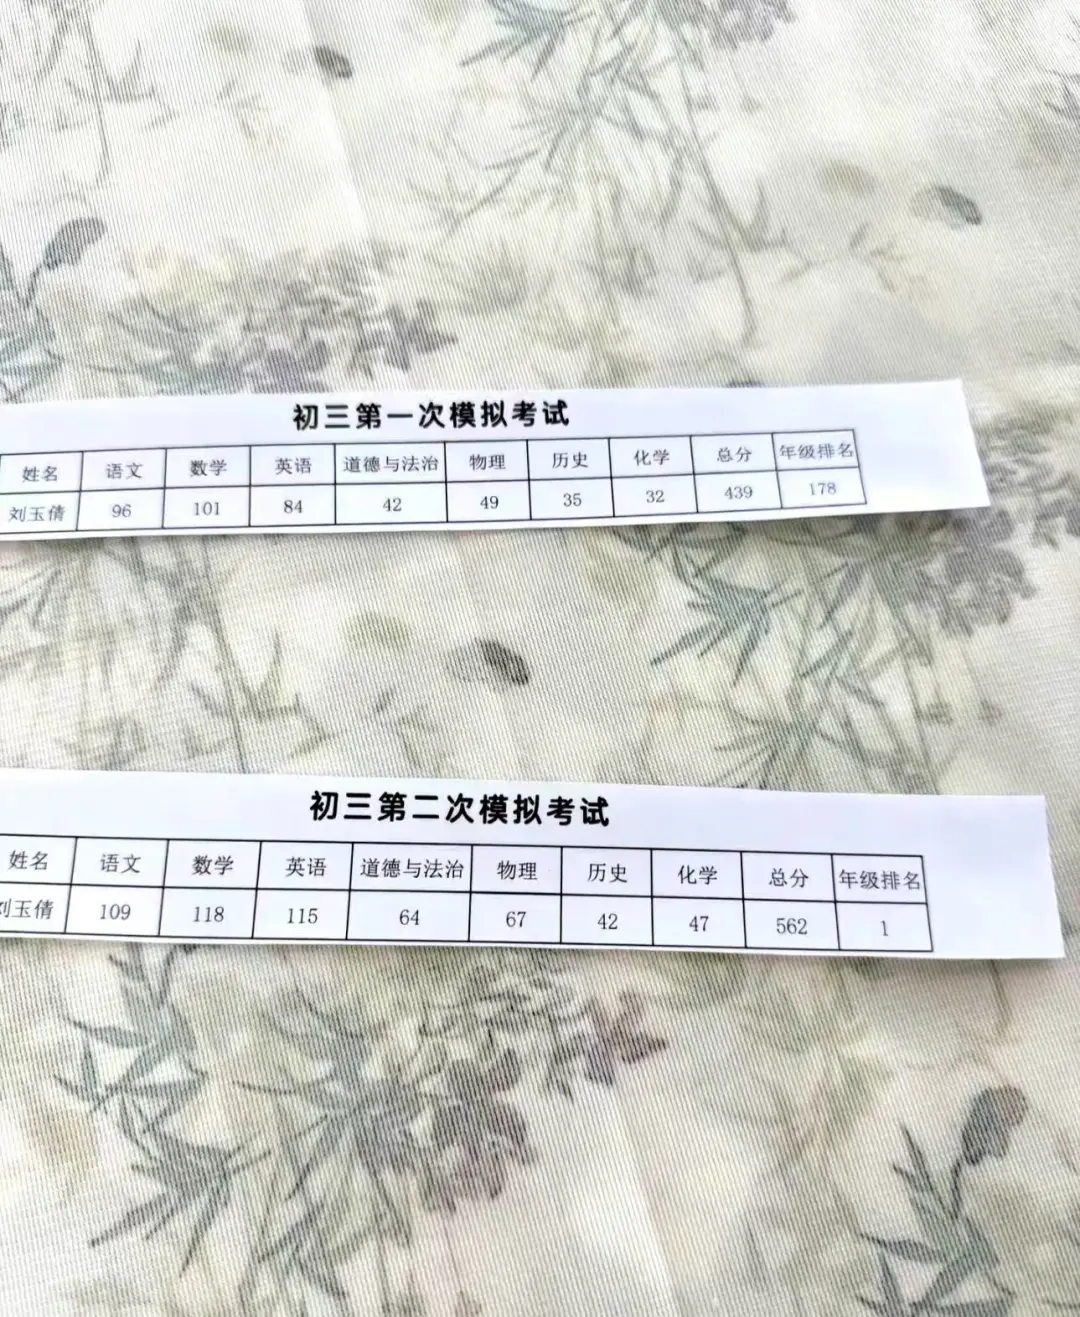 初三第一次模拟考试
姓名 语文 数学 英语 道德与法治 物理 历史 化学 总分 年级排名
刘玉倩 96 101 84 42 49 35 32 439 178
初三第二次模拟考试
姓名 语文 数学 英语 道德与法治 物理 历史 化学 总分 年级排名
刘玉倩 109 118 115 64 67 42 47 562 1